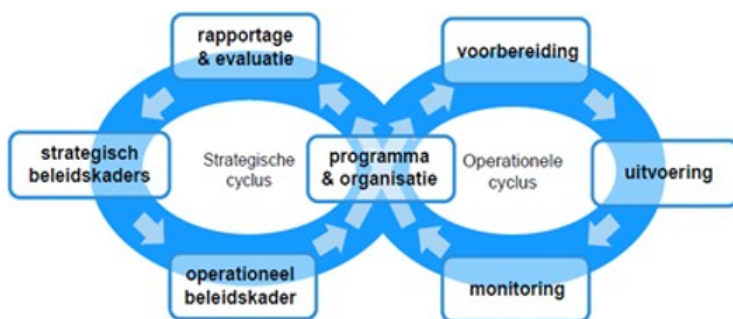 rapportage
& evaluatie
voorbereiding
strategisch
beleidskaders
Strategische
cyclus
programma
& organisatie
Operationele
cyclus
uitvoering
operationeel
beleidskader
monitoring